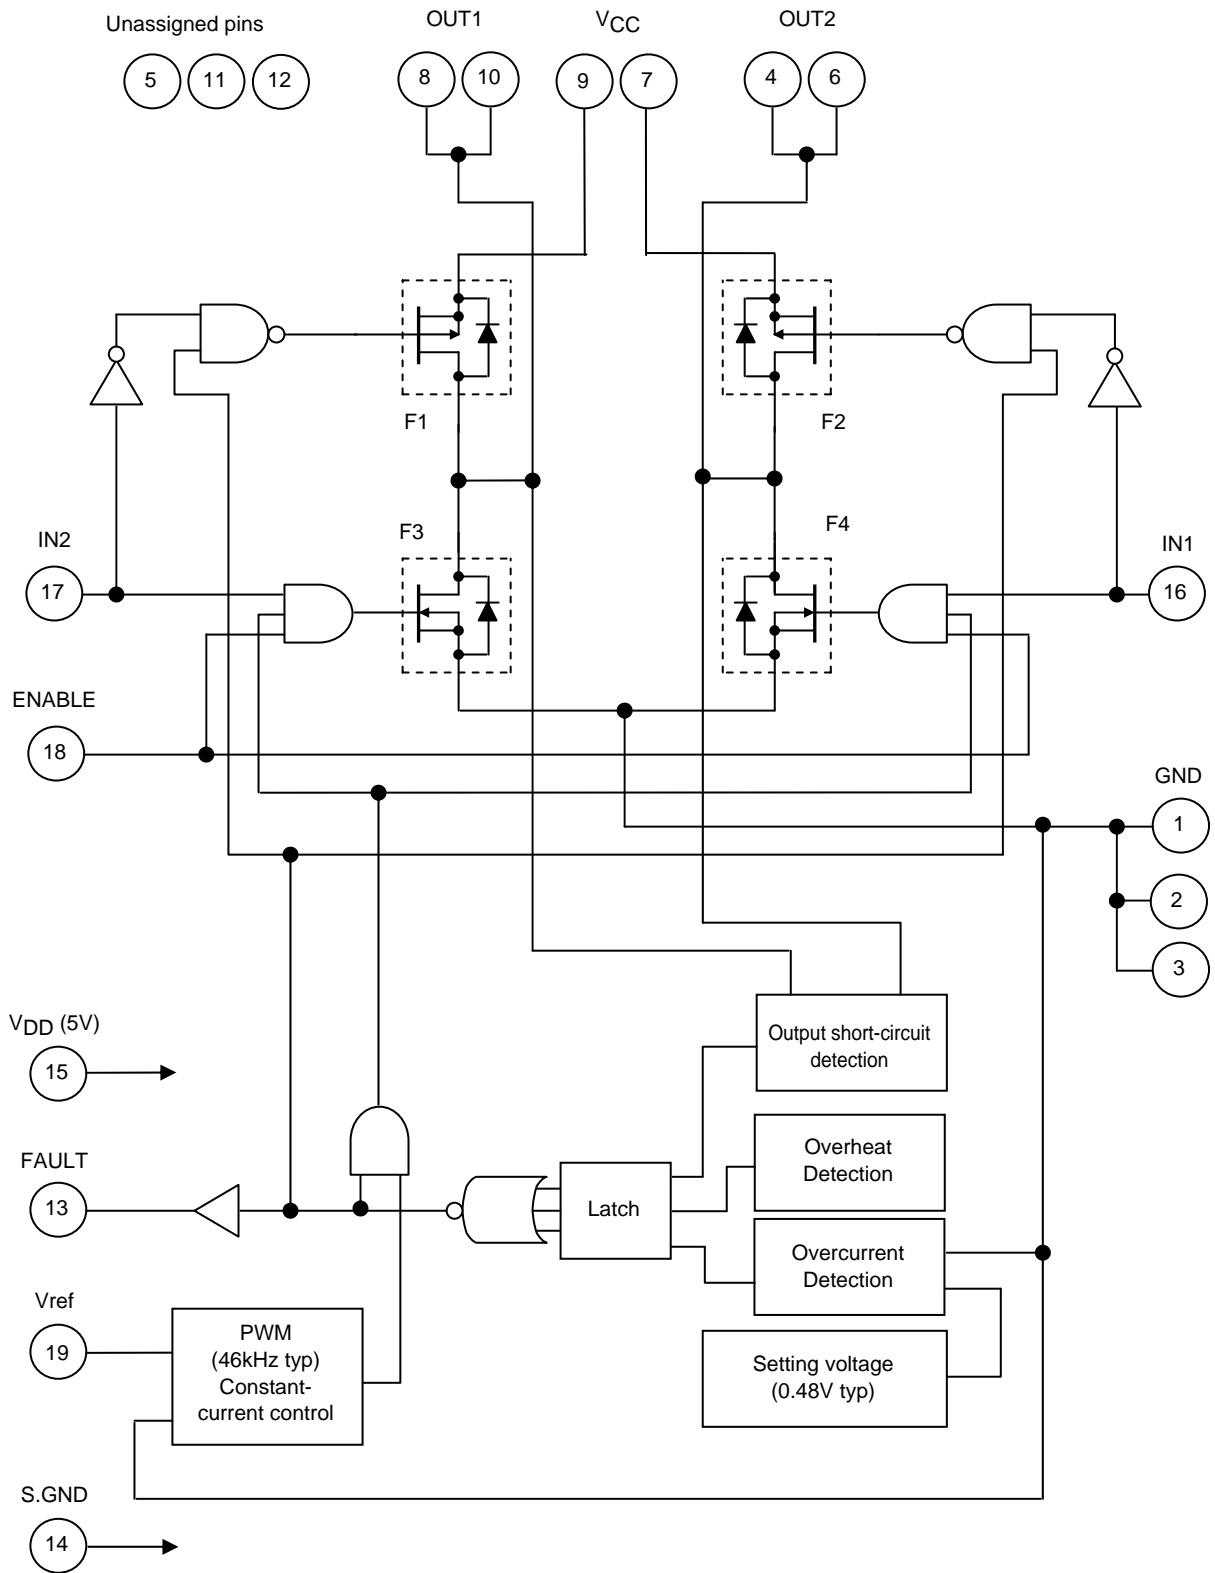 Unassigned pins
OUT1
VCC
OUT2
5
11
12
8
10
9
7
4
6
F1
F2
F3
F4
IN2
17
IN1
16
ENABLE
18
GND
1
2
3
VDD (5V)
15
Output short-circuit
detection
FAULT
13
Latch
Overheat
Detection
Overcurrent
Detection
Vref
19
PWM
(46kHz typ)
Constant-
current control
Setting voltage
(0.48V typ)
S.GND
14